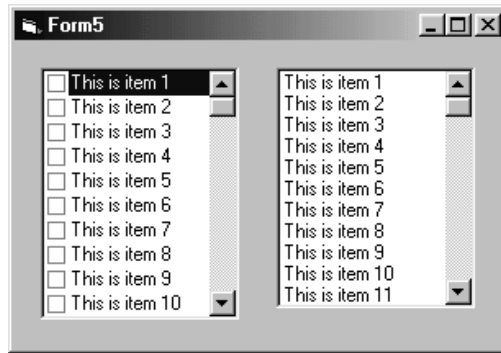 Form5
This is item 1
This is item 2
This is item 3
This is item 4
This is item 5
This is item 6
This is item 7
This is item 8
This is item 9
This is item 10
This is item 1
This is item 2
This is item 3
This is item 4
This is item 5
This is item 6
This is item 7
This is item 8
This is item 9
This is item 10
This is item 11